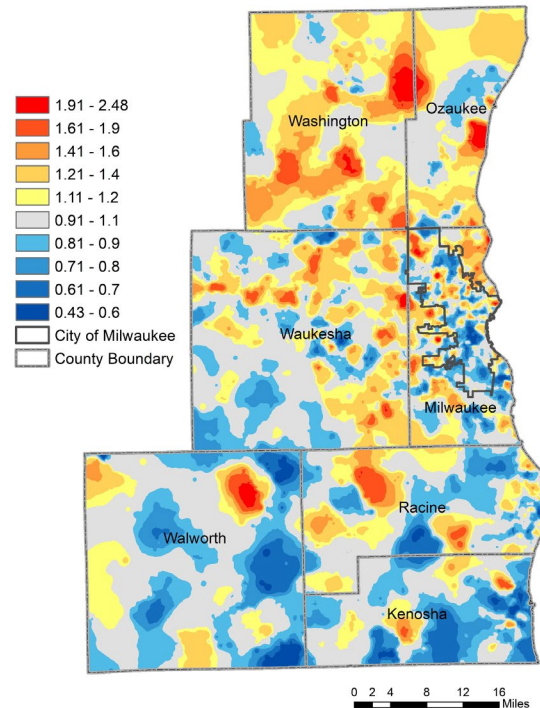 1.91 - 2.48
1.61 - 1.9
1.41 - 1.6
1.21 - 1.4
1.11 - 1.2
0.91 - 1.1
0.81 - 0.9
0.71 - 0.8
0.61 - 0.7
0.43 - 0.6
City of Milwaukee
County Boundary
Washington
Ozaukee
Waukesha
Milwaukee
Walworth
Racine
Kenosha
0 2 4 8 12 16
Miles